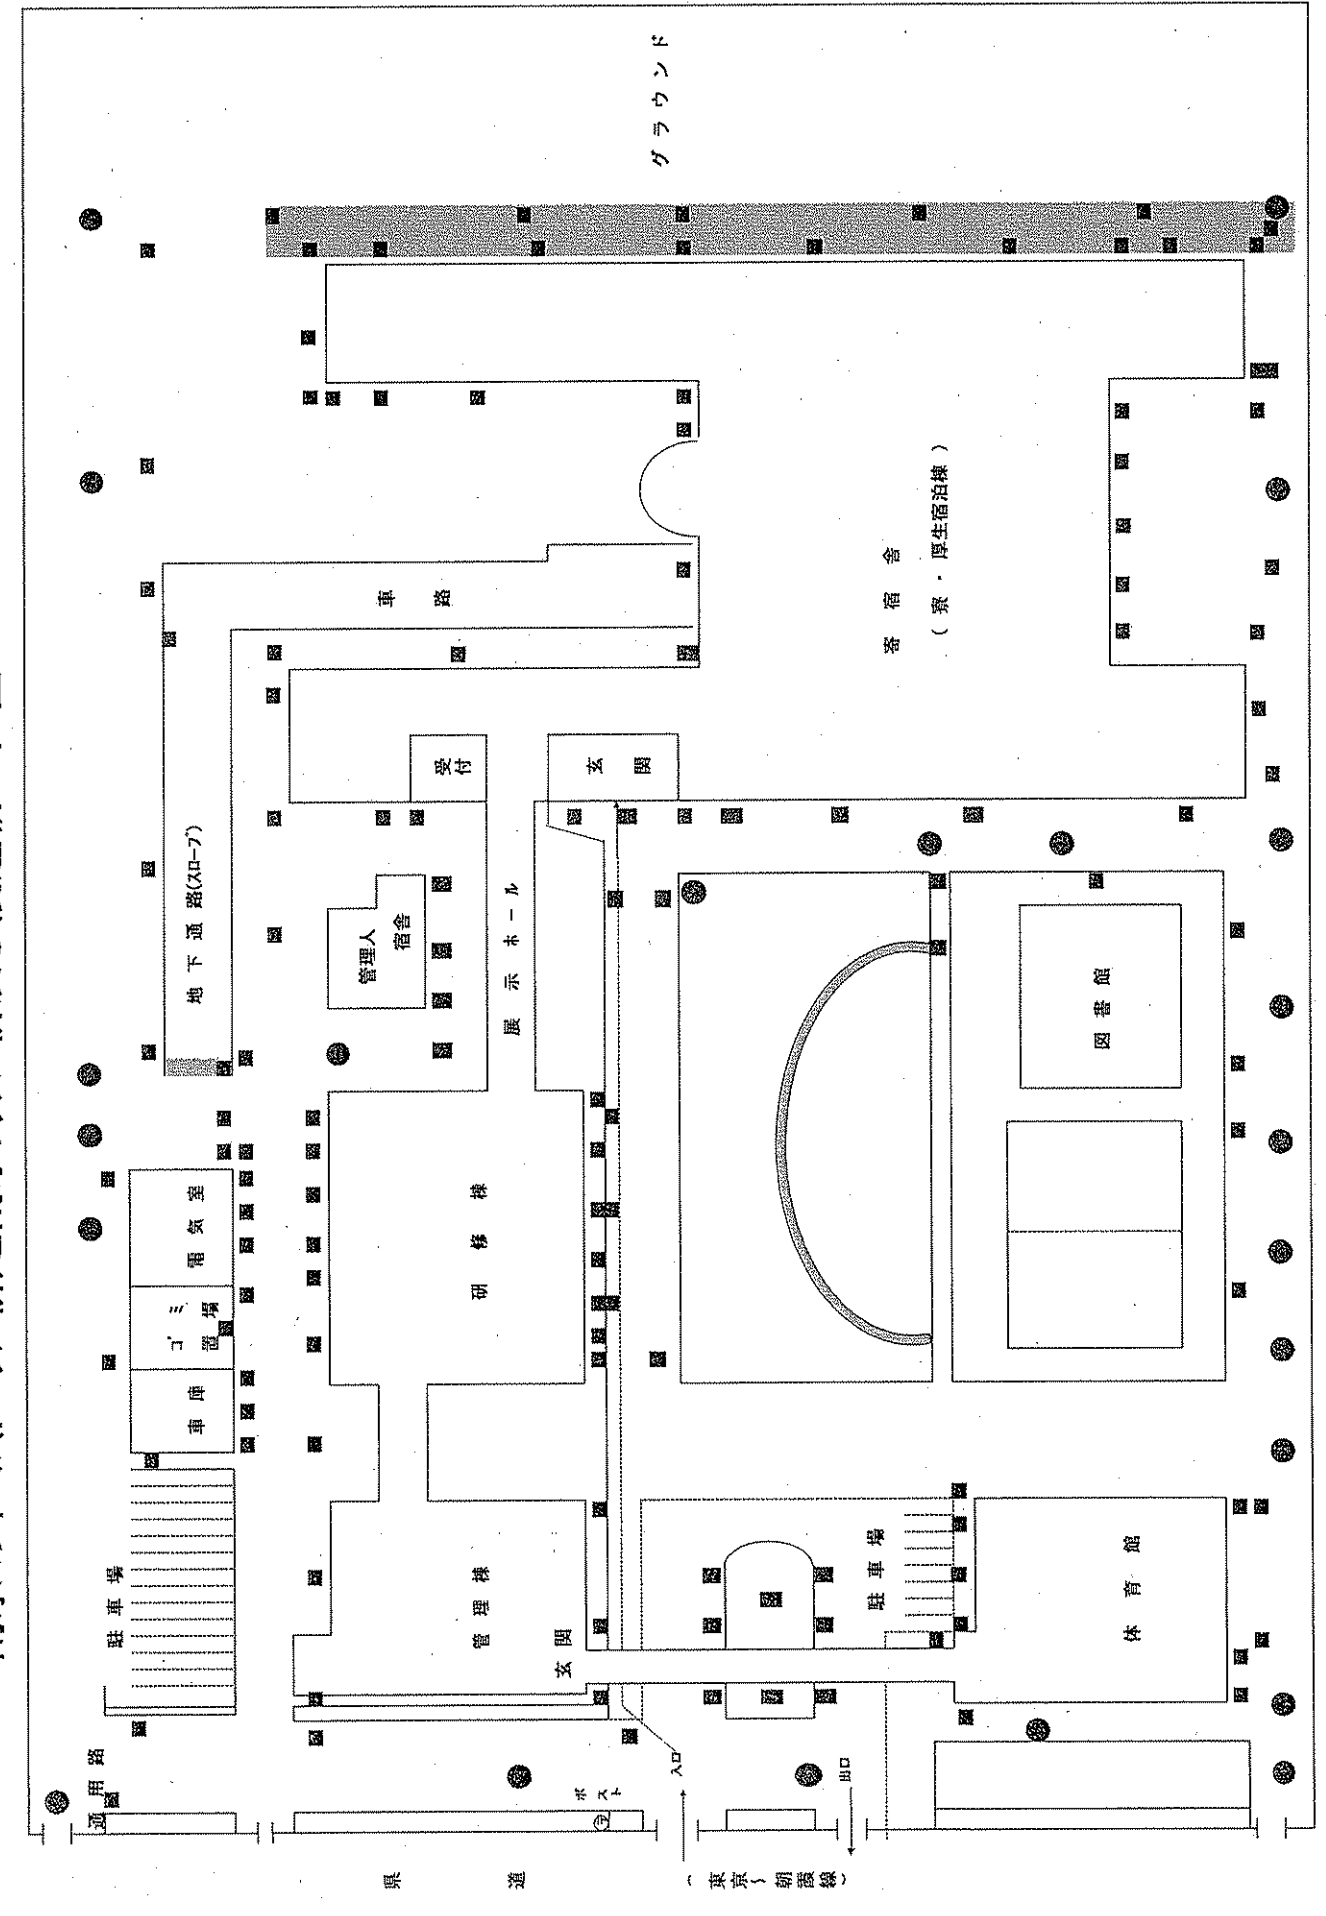 グラウンド
車路
寄宿舎
(寮・厚生宿泊棟)
受付
玄関
地下通路(スロープ)
管理人
宿舎
展示ホール
図書館
電気室
ゴミ
置場
車庫
研修棟
駐車場
管理棟
玄関
駐車場
体育館
通用路
ポスト
入口
出口
県道
(東京~朝霞線)